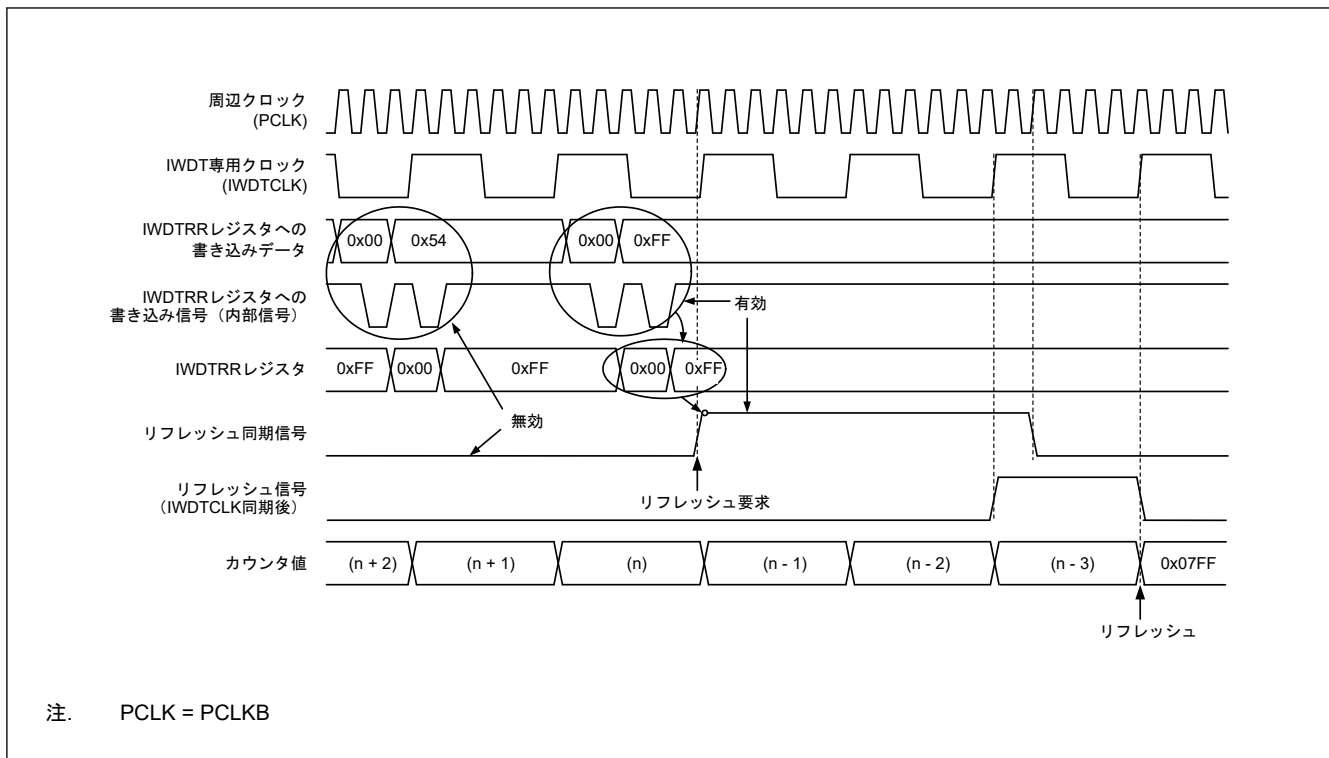 周辺クロック
(PCLK)
IWDT専用クロック
(IWDTCLK)
IWDTRRレジスタへの
書き込みデータ
0x00 0x54 0x00 0xFF
IWDTRRレジスタへの
書き込み信号（内部信号）
有効
IWDTRRレジスタ
0xFF 0x00 0xFF 0x00 0xFF
無効
リフレッシュ同期信号
リフレッシュ信号
（IWDTCLK同期後）
リフレッシュ要求
カウンタ値
(n + 2) (n + 1) (n) (n - 1) (n - 2) (n - 3) 0x07FF
リフレッシュ
注. PCLK = PCLKB